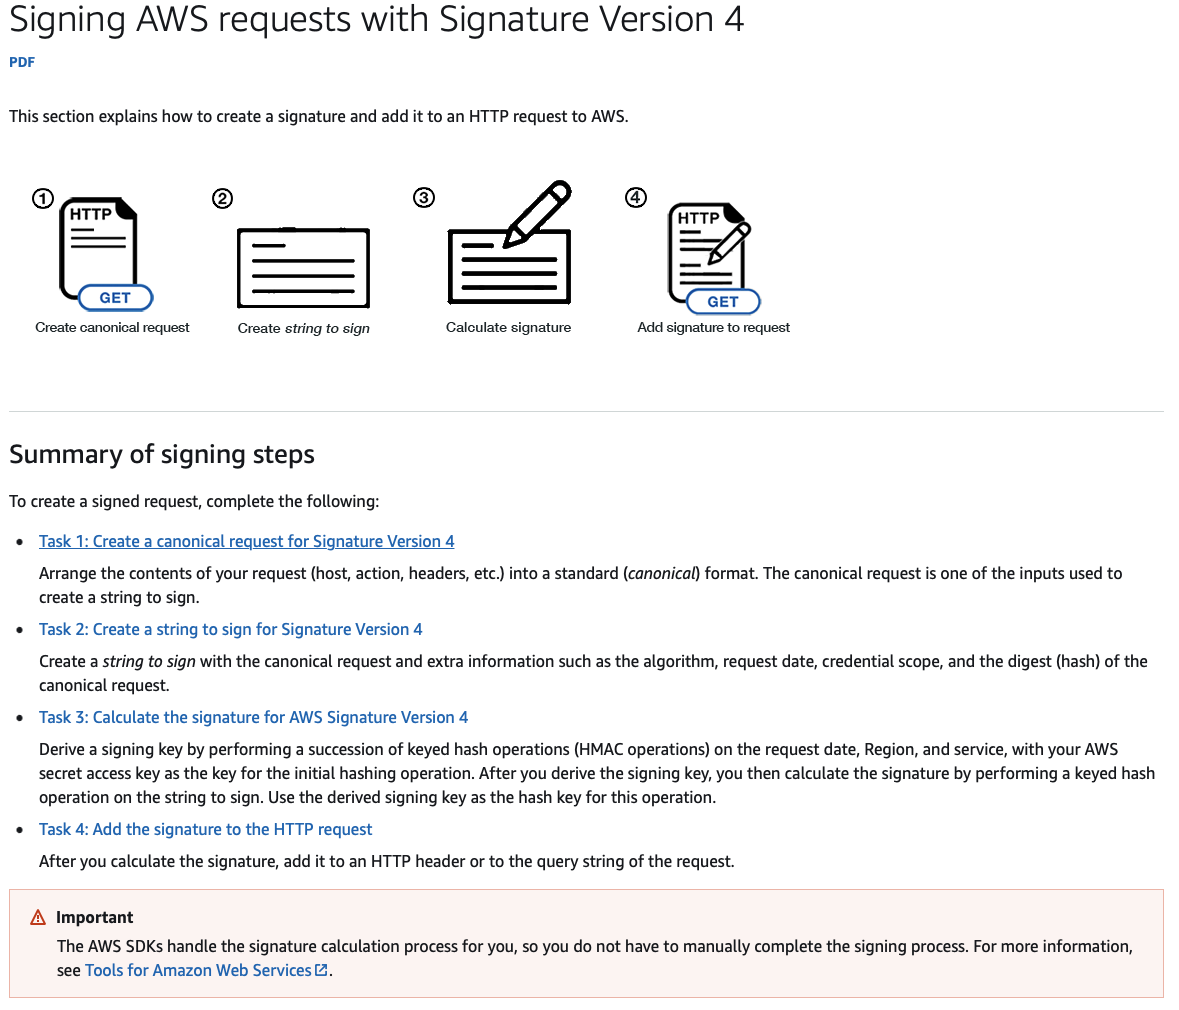 Signing AWS requests with Signature Version 4
PDF
This section explains how to create a signature and add it to an HTTP request to AWS.
1
HTTP
GET
Create canonical request
2
Create string to sign
3
Calculate signature
4
HTTP
GET
Add signature to request
Summary of signing steps
To create a signed request, complete the following:
• Task 1: Create a canonical request for Signature Version 4
Arrange the contents of your request (host, action, headers, etc.) into a standard (canonical) format. The canonical request is one of the inputs used to
create a string to sign.
• Task 2: Create a string to sign for Signature Version 4
Create a string to sign with the canonical request and extra information such as the algorithm, request date, credential scope, and the digest (hash) of the
canonical request.
• Task 3: Calculate the signature for AWS Signature Version 4
Derive a signing key by performing a succession of keyed hash operations (HMAC operations) on the request date, Region, and service, with your AWS
secret access key as the key for the initial hashing operation. After you derive the signing key, you then calculate the signature by performing a keyed hash
operation on the string to sign. Use the derived signing key as the hash key for this operation.
• Task 4: Add the signature to the HTTP request
After you calculate the signature, add it to an HTTP header or to the query string of the request.
Important
The AWS SDKs handle the signature calculation process for you, so you do not have to manually complete the signing process. For more information,
see Tools for Amazon Web Services.